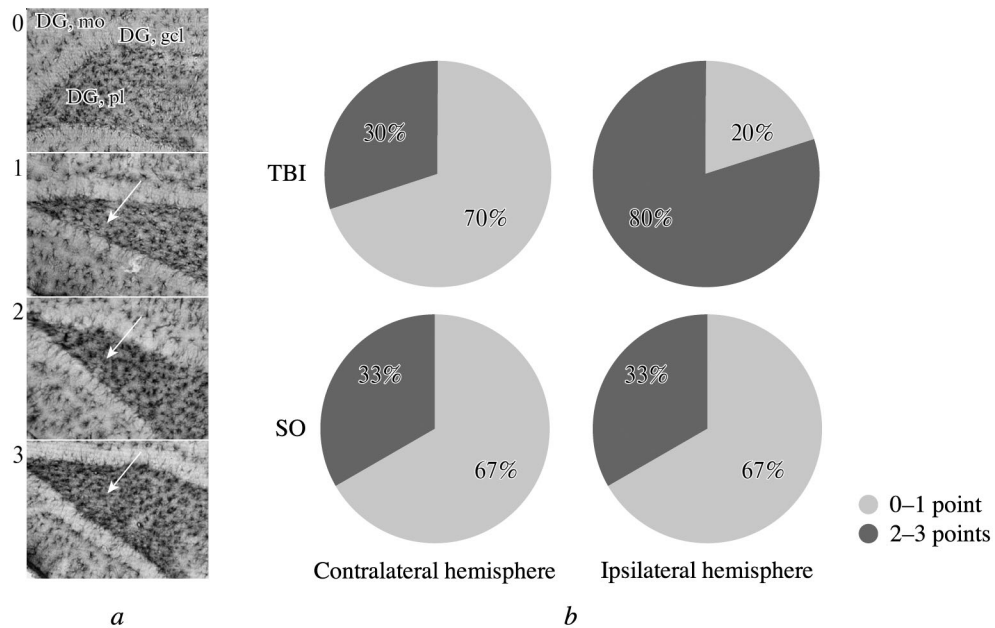 0
DG, mo
DG, gcl
DG, pl
1
2
3
a
TBI
30%
70%
20%
80%
SO
33%
67%
33%
67%
Contralateral hemisphere
Ipsilateral hemisphere
0–1 point
2–3 points
b